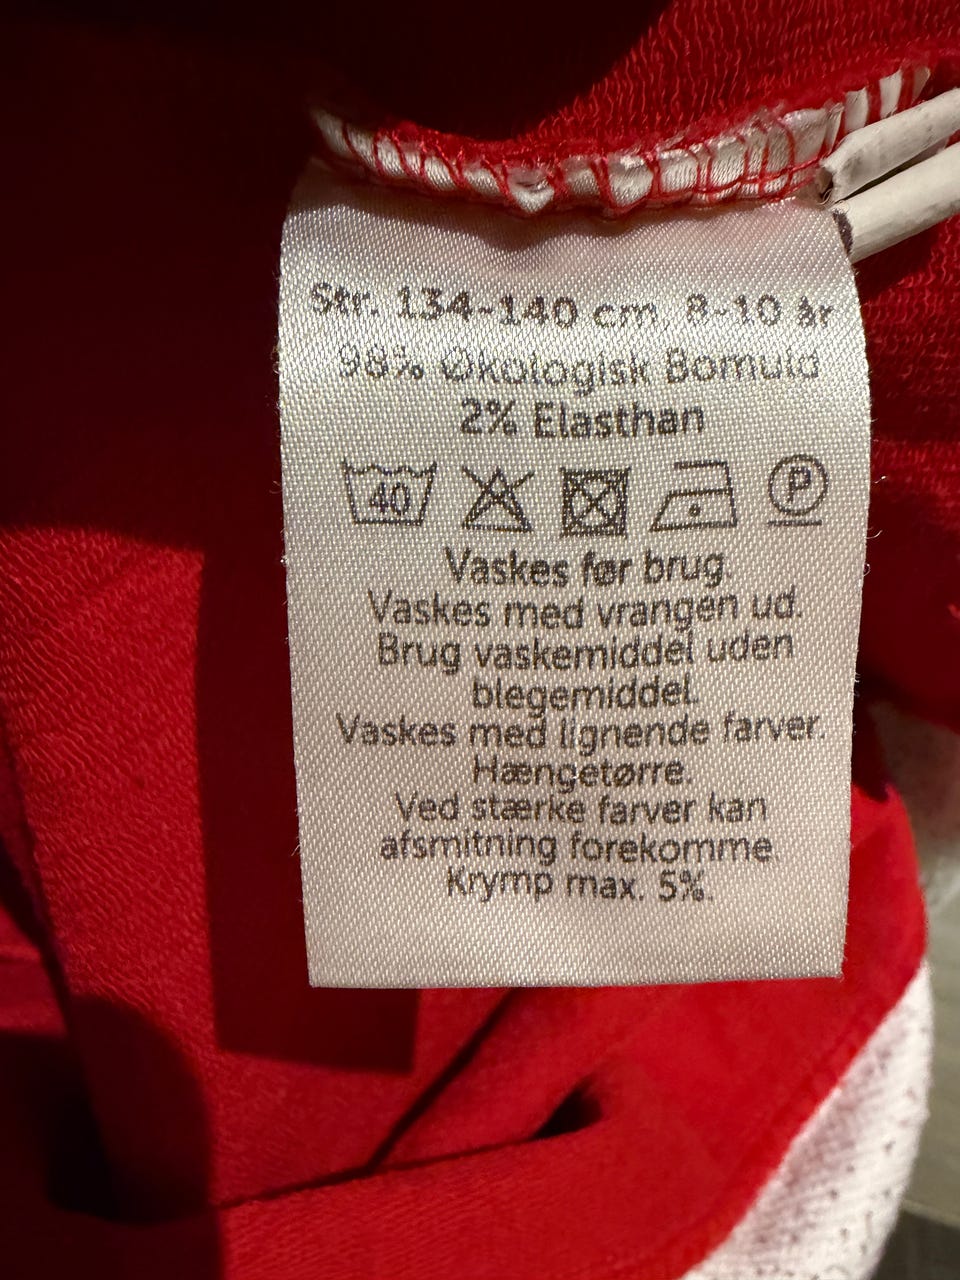 Str. 134-140 cm, 8-10 år
98% Økologisk Bomuld
2% Elasthan
40 P
Vaskes før brug.
Vaskes med vrangen ud.
Brug vaskemiddel uden
blegemiddel.
Vaskes med lignende farver.
Hængetørre.
Ved stærke farver kan
afsmitning forekomme.
Krymp max. 5%.